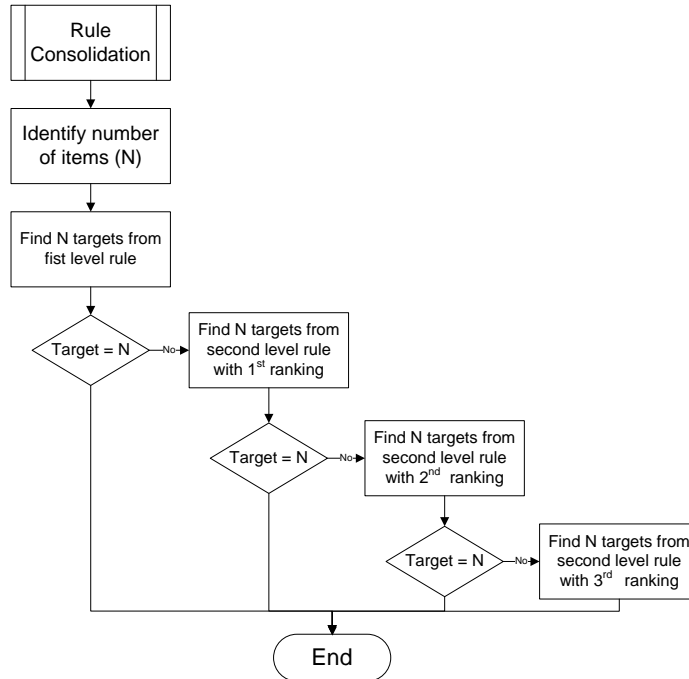 Rule
Consolidation
Identify number
of items (N)
Find N targets from
fist level rule
Target = N
No
Find N targets from
second level rule
with 1st ranking
Target = N
No
Find N targets from
second level rule
with 2nd ranking
Target = N
No
Find N targets from
second level rule
with 3rd ranking
End